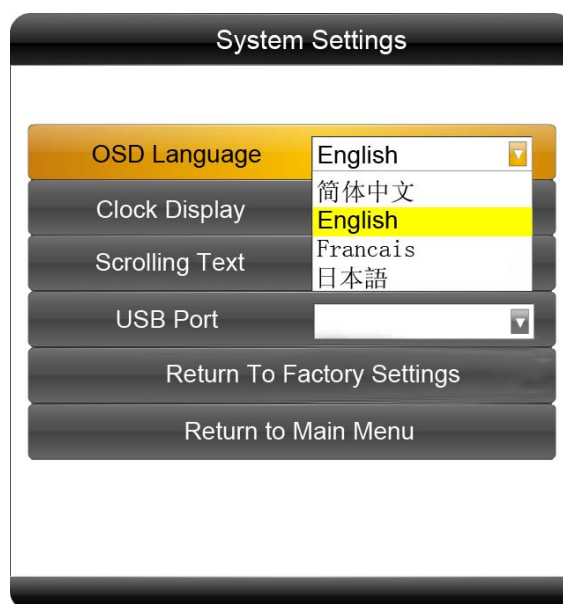 System Settings
OSD Language
English
简体中文
English
Francais
日本語
Clock Display
Scrolling Text
USB Port
Return To Factory Settings
Return to Main Menu